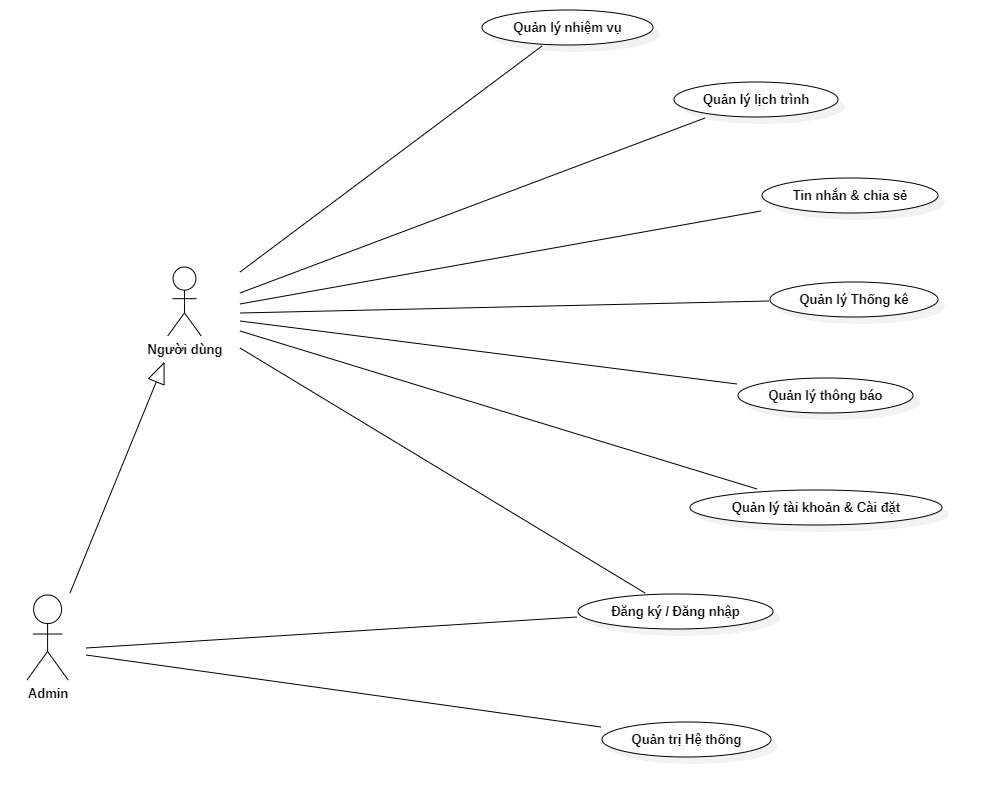 Quản lý nhiệm vụ
Quản lý lịch trình
Tin nhắn & chia sẻ
Quản lý Thống kê
Người dùng
Quản lý thông báo
Quản lý tài khoản & Cài đặt
Đăng ký / Đăng nhập
Admin
Quản trị Hệ thống